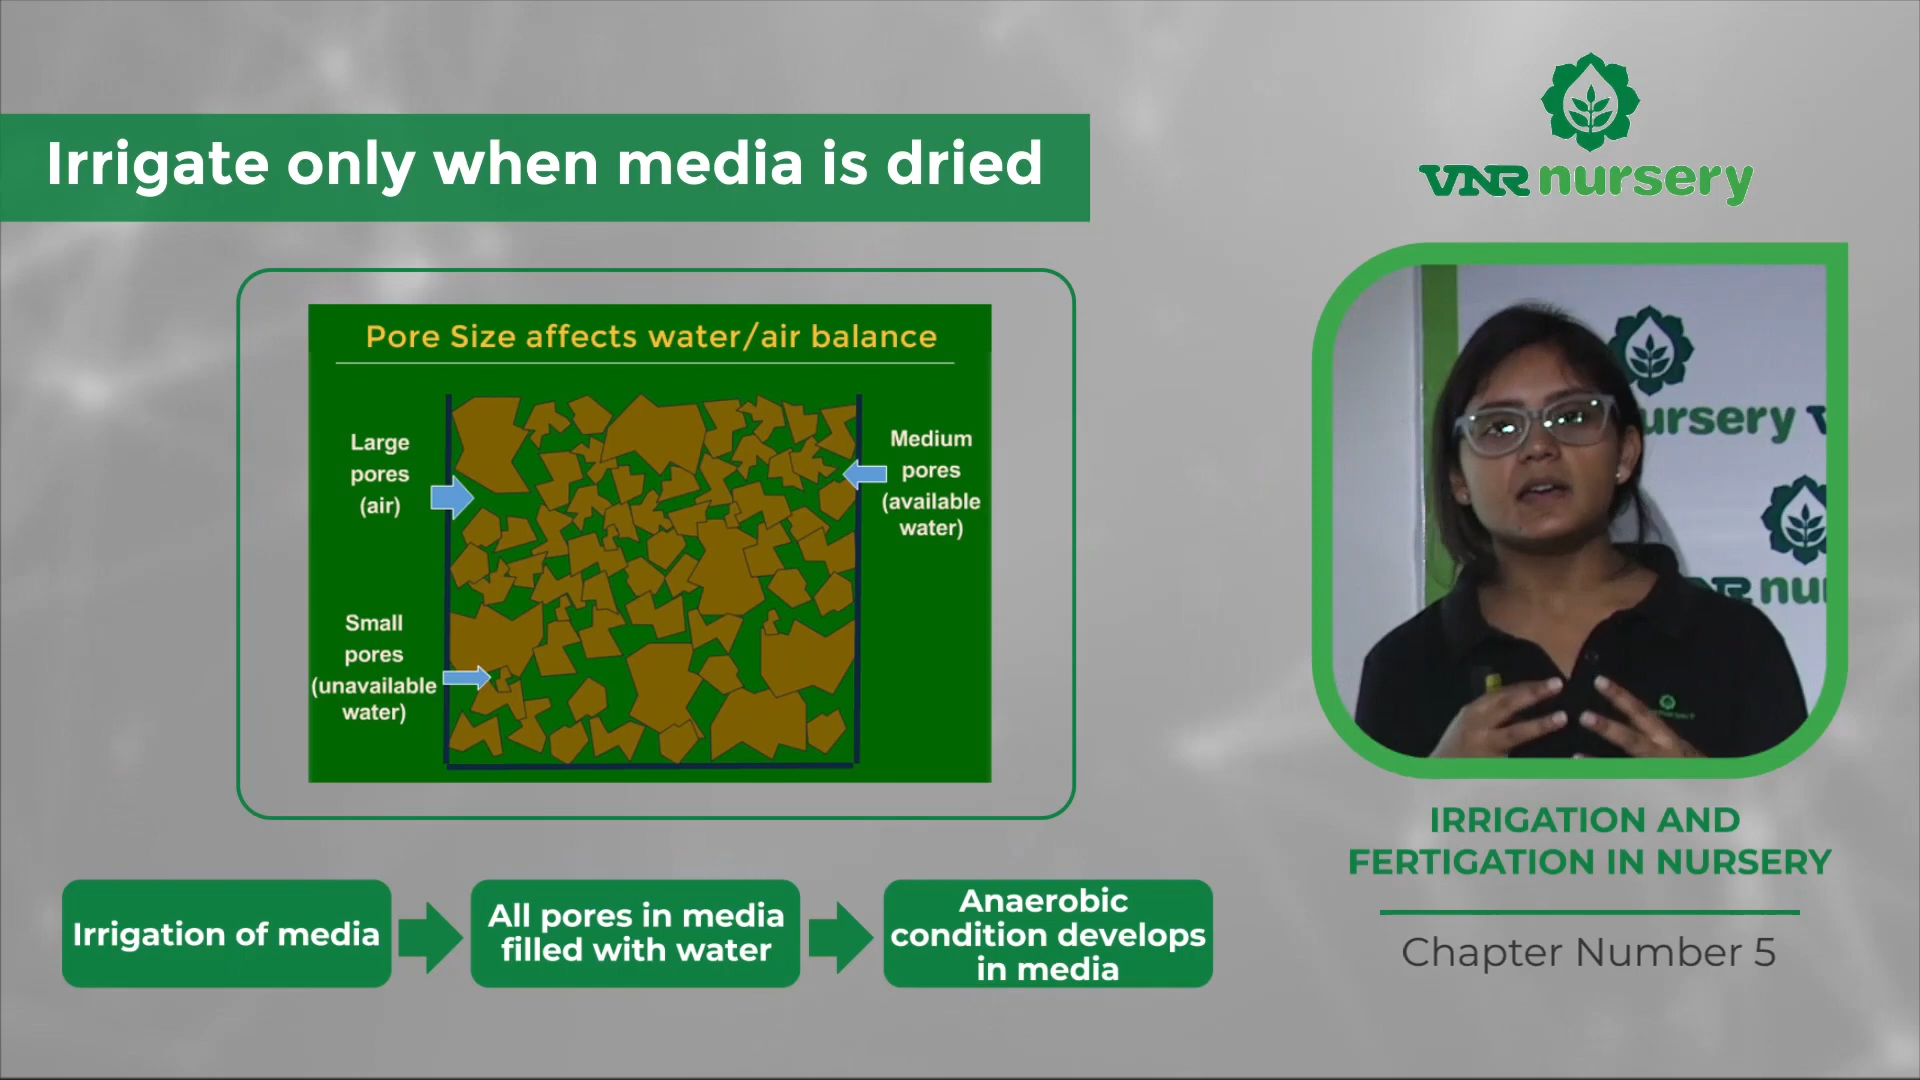 Irrigate only when media is dried
VNR nursery
Pore Size affects water/air balance
Large
pores
(air)
Medium
pores
(available
water)
Small
pores
(unavailable
water)
ursery V
R nu
Irrigation of media
All pores in media
filled with water
Anaerobic
condition develops
in media
IRRIGATION AND
FERTIGATION IN NURSERY
Chapter Number 5